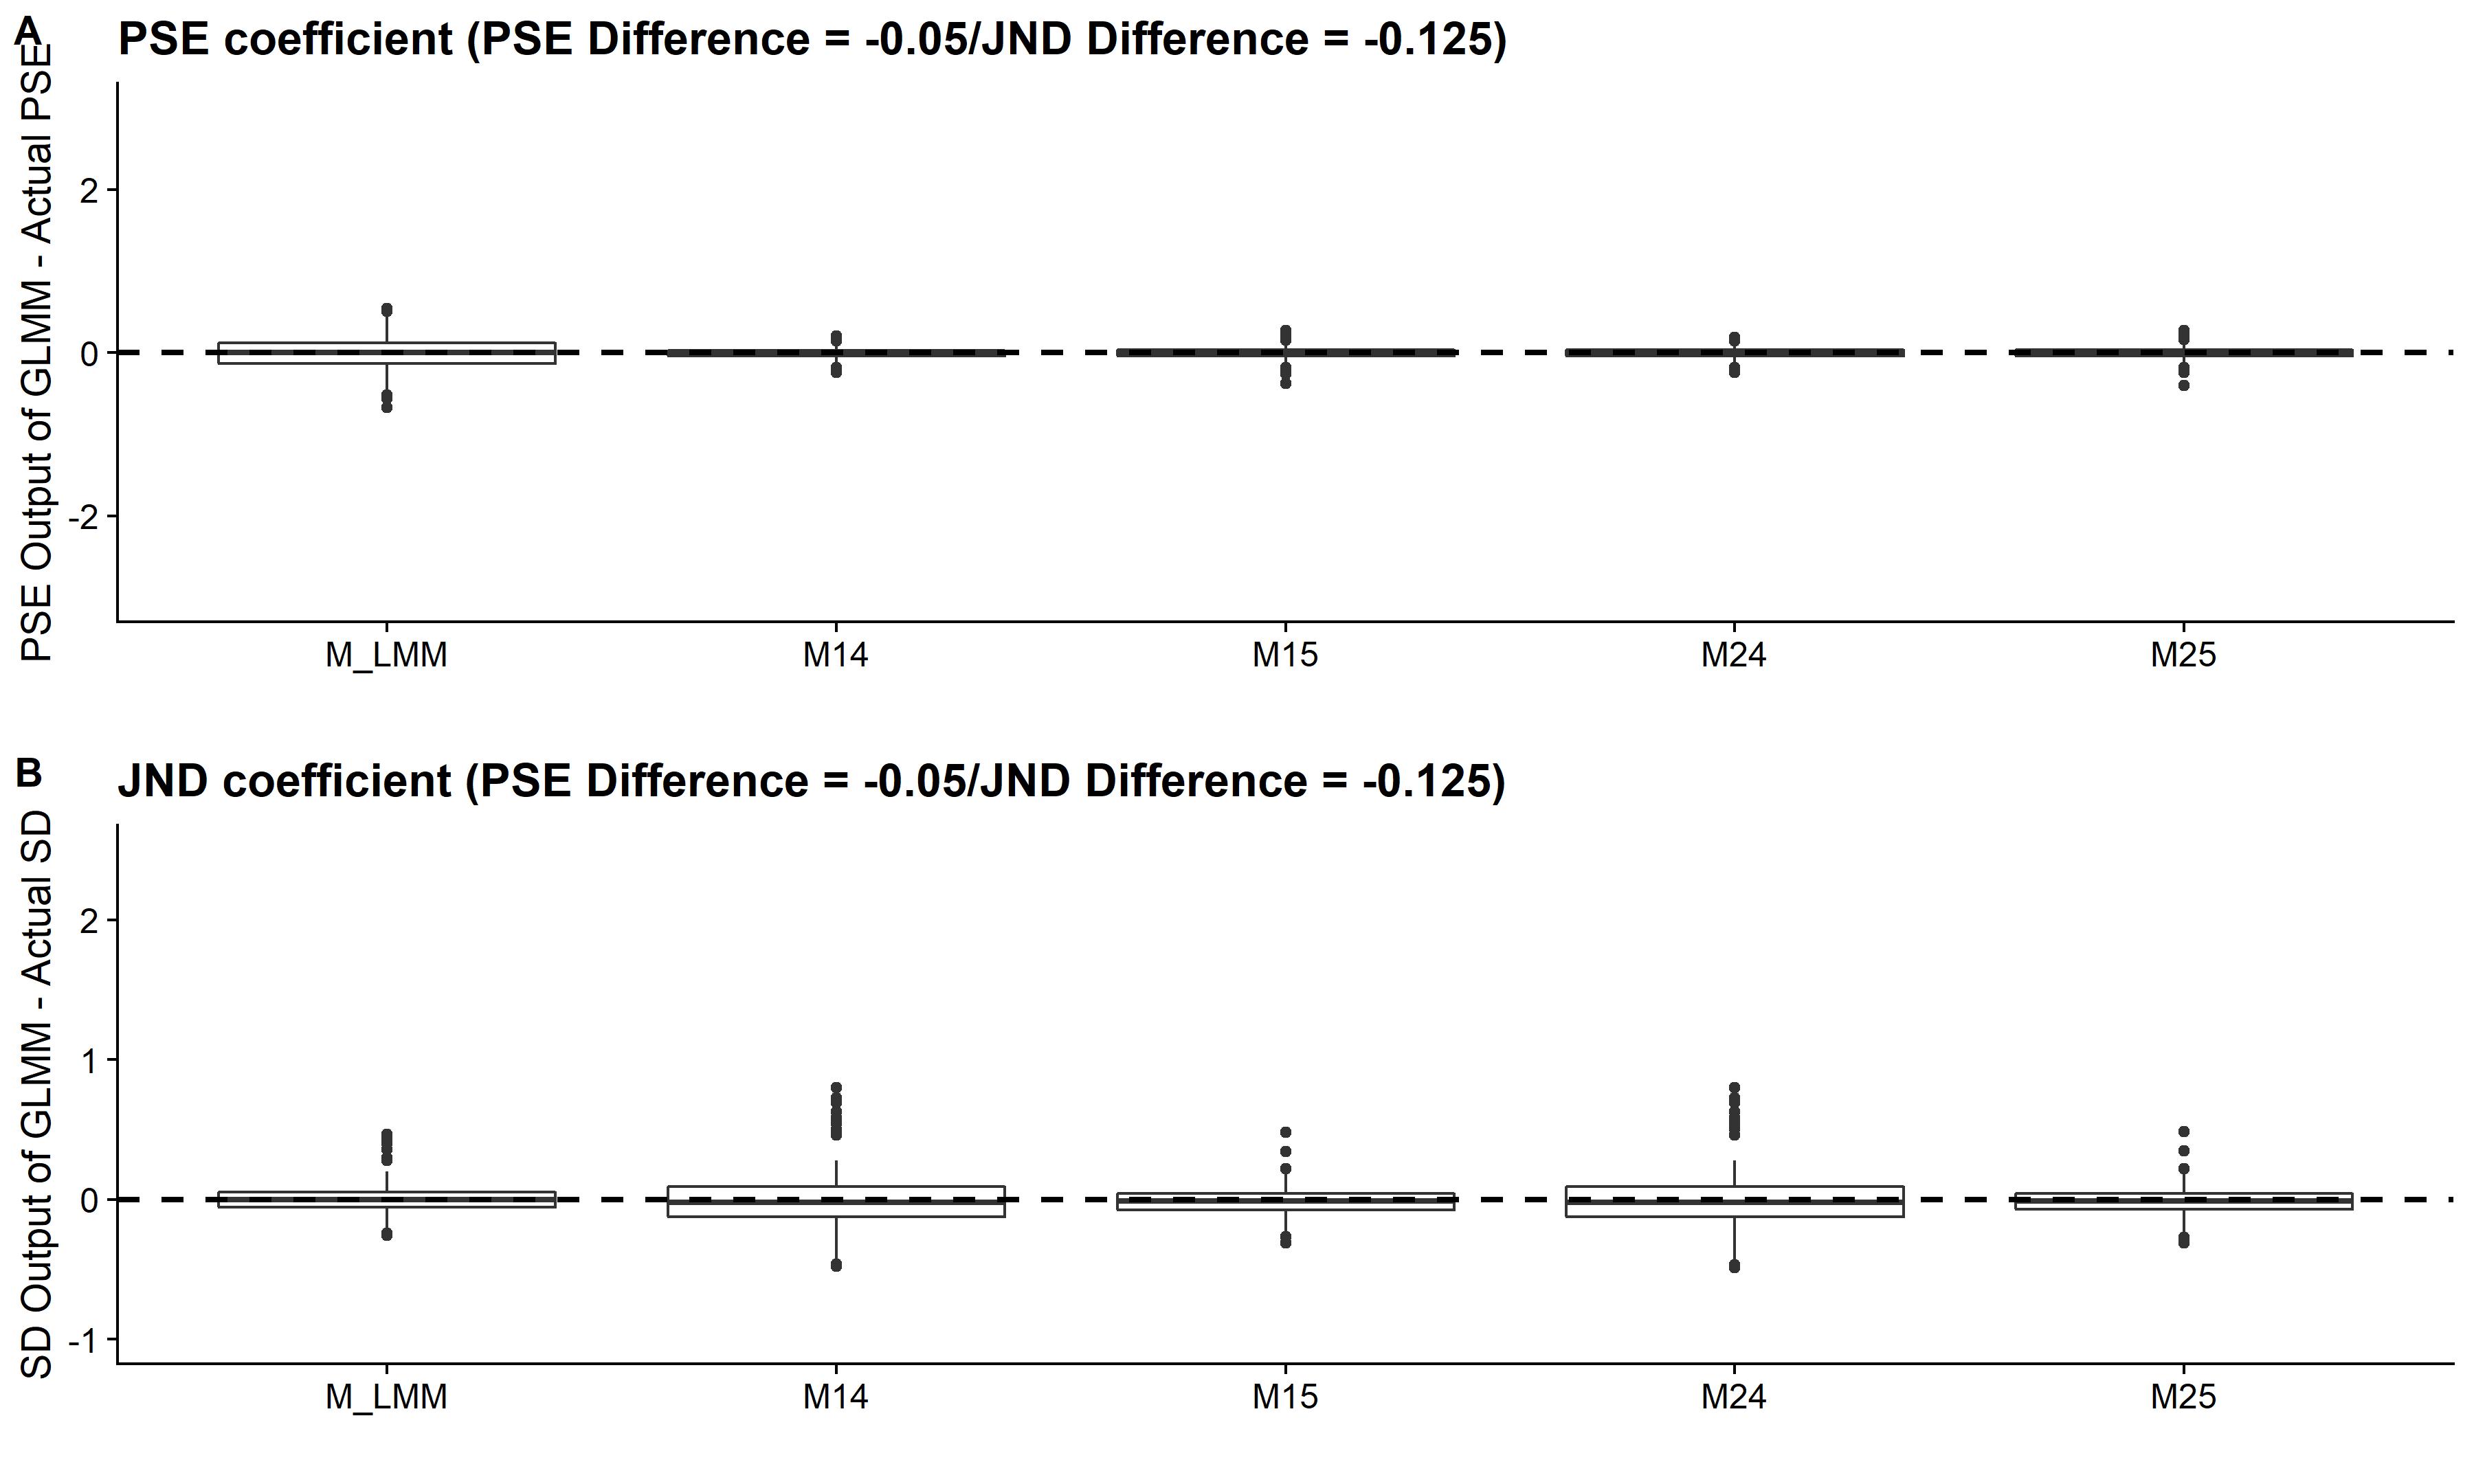 A
PSE coefficient (PSE Difference = -0.05/JND Difference = -0.125)
PSE Output of GLMM - Actual PSE
2
0
-2
M_LMM M14 M15 M24 M25
B
JND coefficient (PSE Difference = -0.05/JND Difference = -0.125)
SD Output of GLMM - Actual SD
2
1
0
-1
M_LMM M14 M15 M24 M25